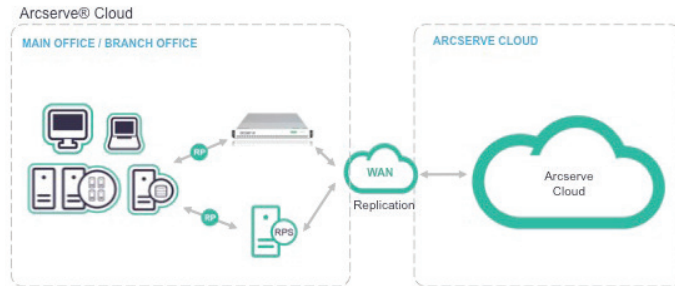 Arcserve® Cloud
MAIN OFFICE / BRANCH OFFICE
ARCSERVE CLOUD
RP
WAN
Replication
Arcserve
Cloud
RP
RPS